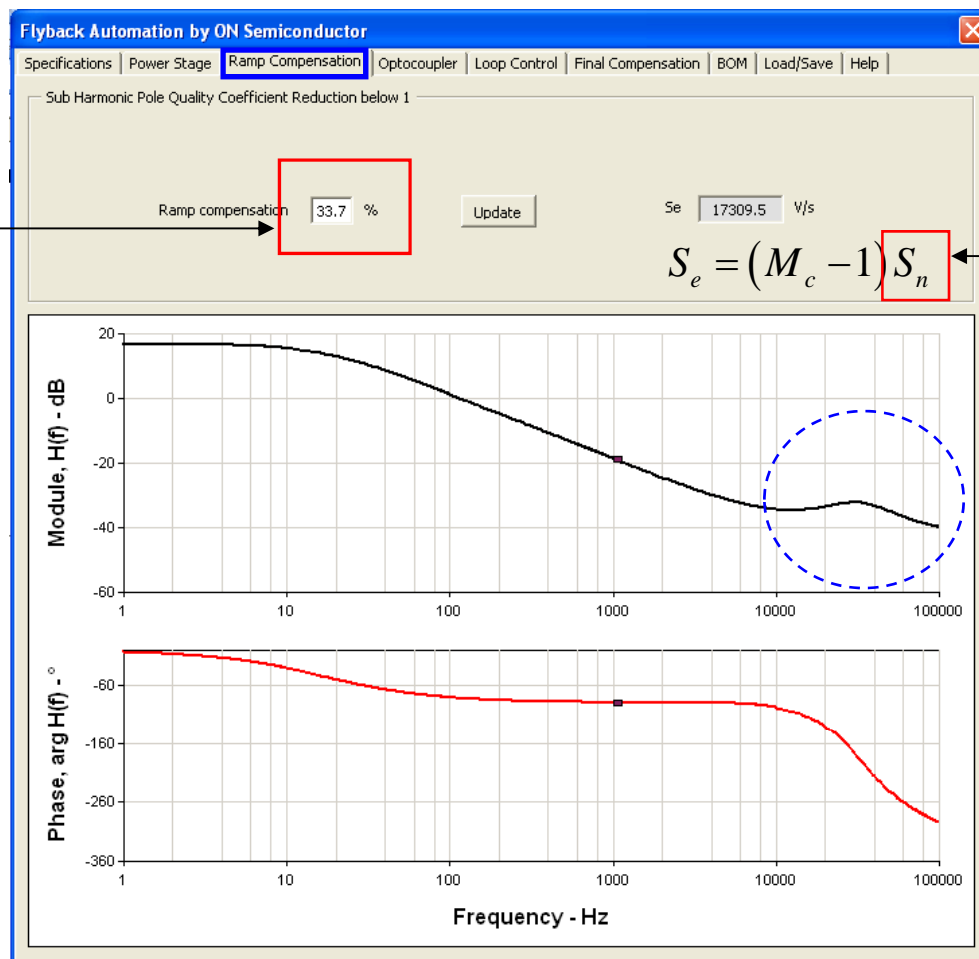 Flyback Automation by ON Semiconductor
Specifications Power Stage Ramp Compensation Optocoupler Loop Control Final Compensation BOM Load/Save Help
Sub Harmonic Pole Quality Coefficient Reduction below 1
Ramp compensation 33.7 % Update Se 17309.5 V/s
S_e = (M_c − 1) S_n
Module, H(f) - dB
20
0
-20
-40
-60
1 10 100 1000 10000 100000
Phase, arg H(f) - °
-60
-160
-260
-360
1 10 100 1000 10000 100000
Frequency - Hz